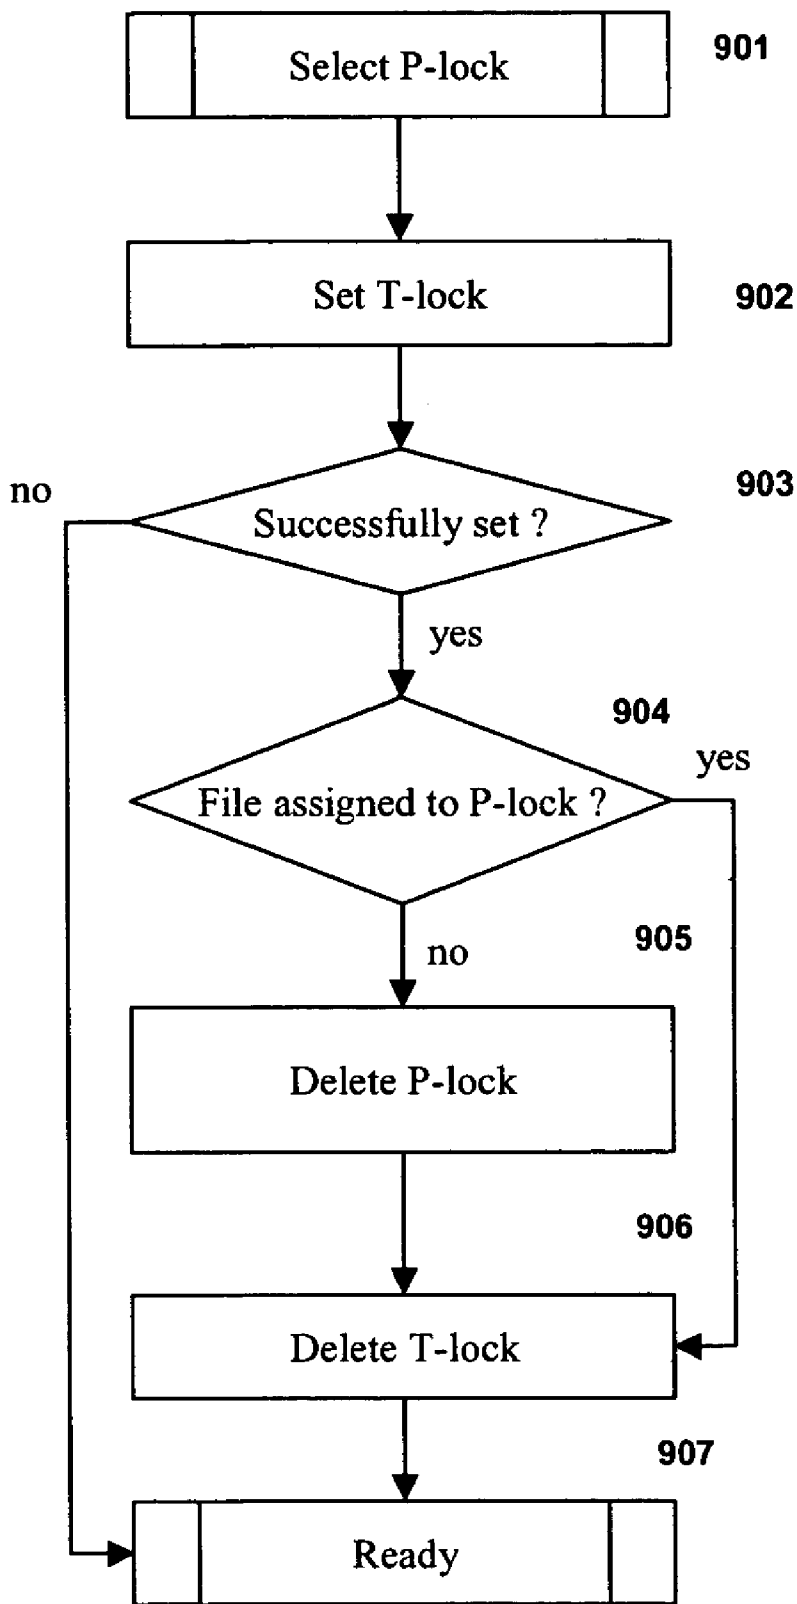 Select P-lock
901
Set T-lock
902
Successfully set ?
903
no
yes
904
File assigned to P-lock ?
yes
no
905
Delete P-lock
906
Delete T-lock
907
Ready